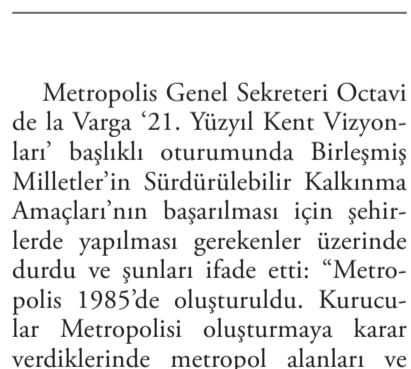 Metropolis Genel Sekreteri Octavi
de la Varga ‘21. Yüzyıl Kent Vizyon-
ları’ başlıklı oturumunda Birleşmiş
Milletler’in Sürdürülebilir Kalkınma
Amaçları’nın başarılması için şehir-
lerde yapılması gerekenler üzerinde
durdu ve şunları ifade etti: “Metro-
polis 1985’de oluşturuldu. Kurucu-
lar Metropolisi oluşturmaya karar
verdiklerinde metropol alanları ve